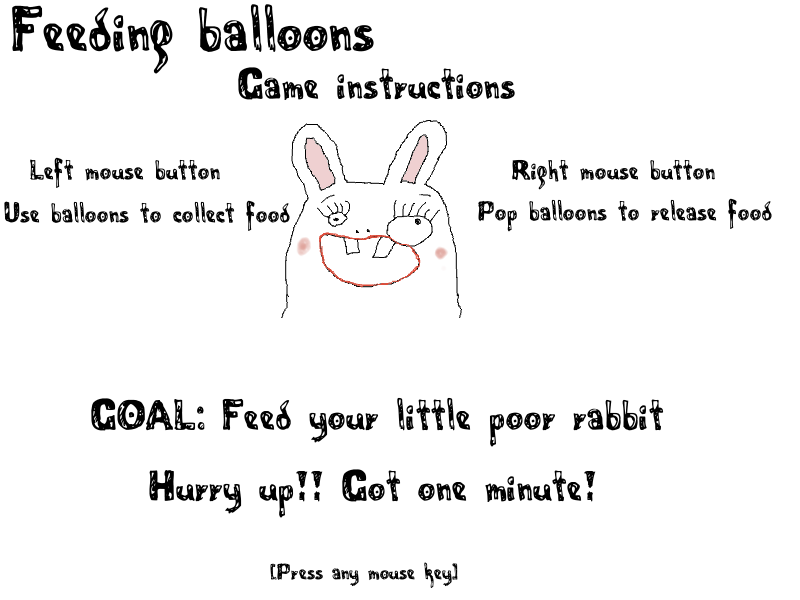 Feeding balloons
Game instructions
Left mouse button
Right mouse button
Use balloons to collect food
Pop balloons to release food
GOAL: Feed your little poor rabbit
Hurry up!! Got one minute!
[Press any mouse key]